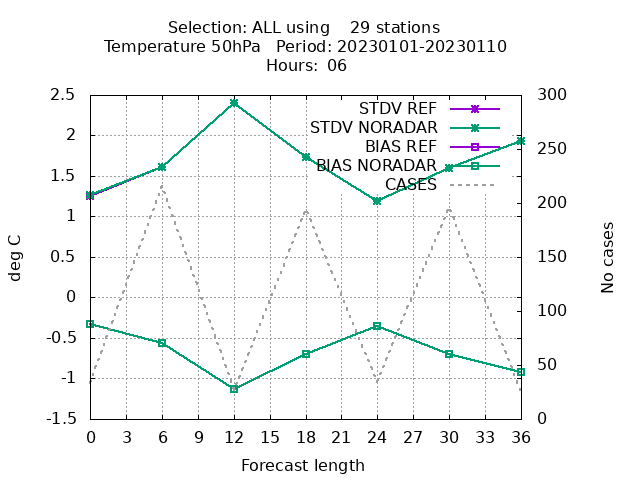 Selection: ALL using    29 stations
Temperature 50hPa   Period: 20230101-20230110
Hours: 06
2.5
2
1.5
1
0.5
0
-0.5
-1
-1.5
deg C
STDV REF
STDV NORADAR
BIAS REF
BIAS NORADAR
CASES
300
250
200
150
100
50
0
No cases
0 3 6 9 12 15 18 21 24 27 30 33 36
Forecast length